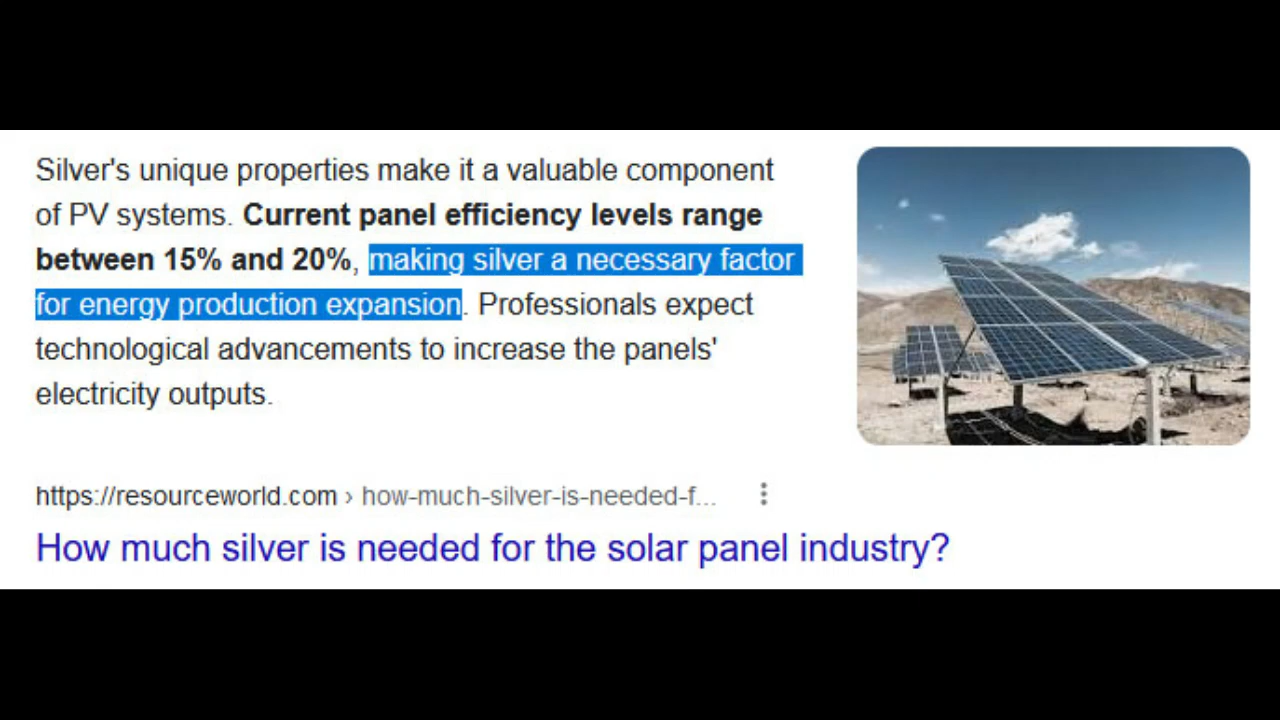 Silver's unique properties make it a valuable component
of PV systems. Current panel efficiency levels range
between 15% and 20%, making silver a necessary factor
for energy production expansion. Professionals expect
technological advancements to increase the panels'
electricity outputs.
https://resourceworld.com › how-much-silver-is-needed-f...
How much silver is needed for the solar panel industry?